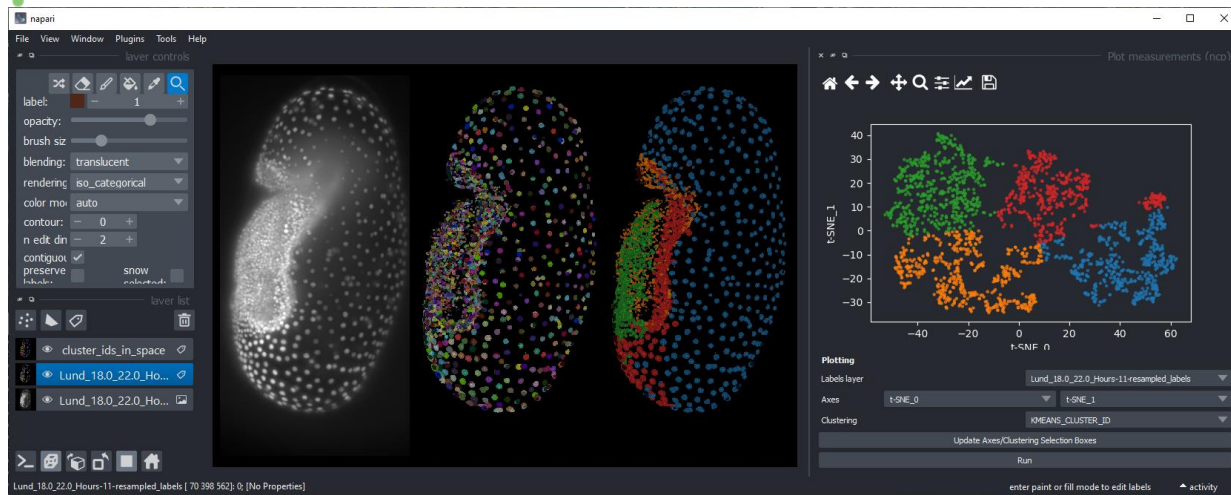 napari
File View Window Plugins Tools Help
layer controls
Plot measurements (ncp)
label: 1
opacity:
brush siz
blending: translucent
rendering iso_categorical
color mo auto
contour: 0
n edit din 2
contiguou
preserve
labels:
snow
selected:
layer list
cluster_ids_in_space
Lund_18.0_22.0_Ho...
Lund_18.0_22.0_Ho...
40
30
20
10
0
−10
−20
−30
t-SNE_1
−40 −20 0 20 40 60
t-SNE_0
Plotting
Labels layer Lund_18.0_22.0_Hours-11-resampled_labels
Axes t-SNE_0 t-SNE_1
Clustering KMEANS_CLUSTER_ID
Update Axes/Clustering Selection Boxes
Run
Lund_18.0_22.0_Hours-11-resampled_labels [ 70 398 562]: 0; [No Properties]
enter paint or fill mode to edit labels
activity